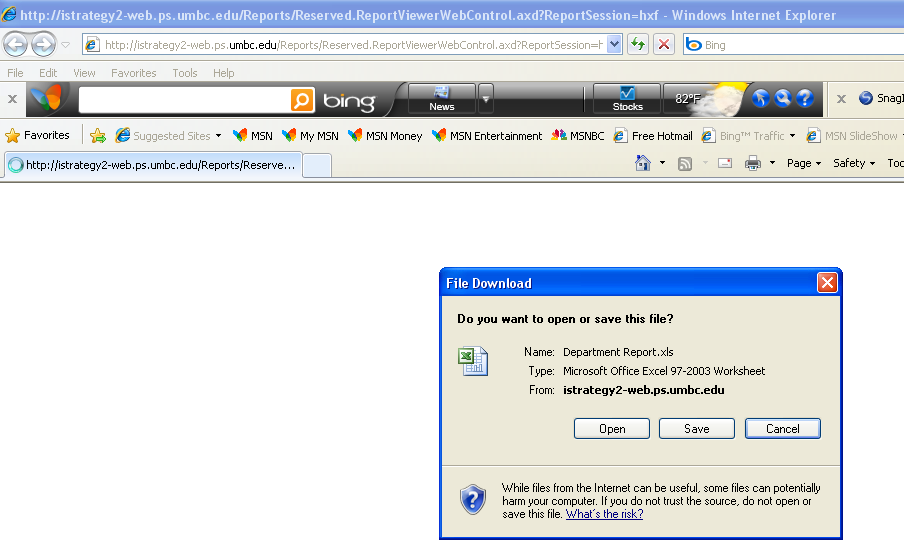 http://istrategy2-web.ps.umbc.edu/Reports/Reserved.ReportViewerWebControl.axd?ReportSession=hxf - Windows Internet Explorer
http://istrategy2-web.ps.umbc.edu/Reports/Reserved.ReportViewerWebControl.axd?ReportSession=h Bing
File Edit View Favorites Tools Help
bing News Stocks 82°F SnagI
Favorites Suggested Sites MSN My MSN MSN Money MSN Entertainment MSNBC Free Hotmail Bing™ Traffic MSN SlideShow
http://istrategy2-web.ps.umbc.edu/Reports/Reserve... Page Safety Too
File Download
Do you want to open or save this file?
Name: Department Report.xls
Type: Microsoft Office Excel 97-2003 Worksheet
From: istrategy2-web.ps.umbc.edu
Open Save Cancel
While files from the Internet can be useful, some files can potentially
harm your computer. If you do not trust the source, do not open or
save this file. What's the risk?